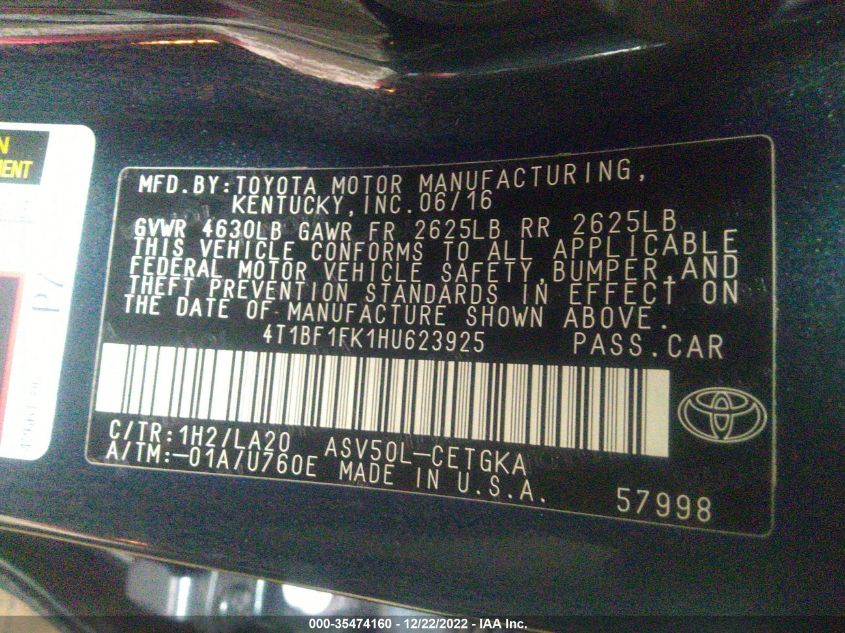 N
MENT
MFD.BY:TOYOTA MOTOR MANUFACTURING,
KENTUCKY,INC.06/16
GVWR 4630LB GAWR FR 2625LB RR 2625LB
THIS VEHICLE CONFORMS TO ALL APPLICABLE
FEDERAL MOTOR VEHICLE SAFETY,BUMPER,AND
THEFT PREVENTION STANDARDS IN EFFECT ON
THE DATE OF MANUFACTURE SHOWN ABOVE.
4T1BF1FK1HU623925 PASS.CAR
C/TR:1H2/LA20 ASV50L-CETGKA
A/TM:-01A/U760E MADE IN U.S.A.
57998
000-35474160 - 12/22/2022 - IAA Inc.